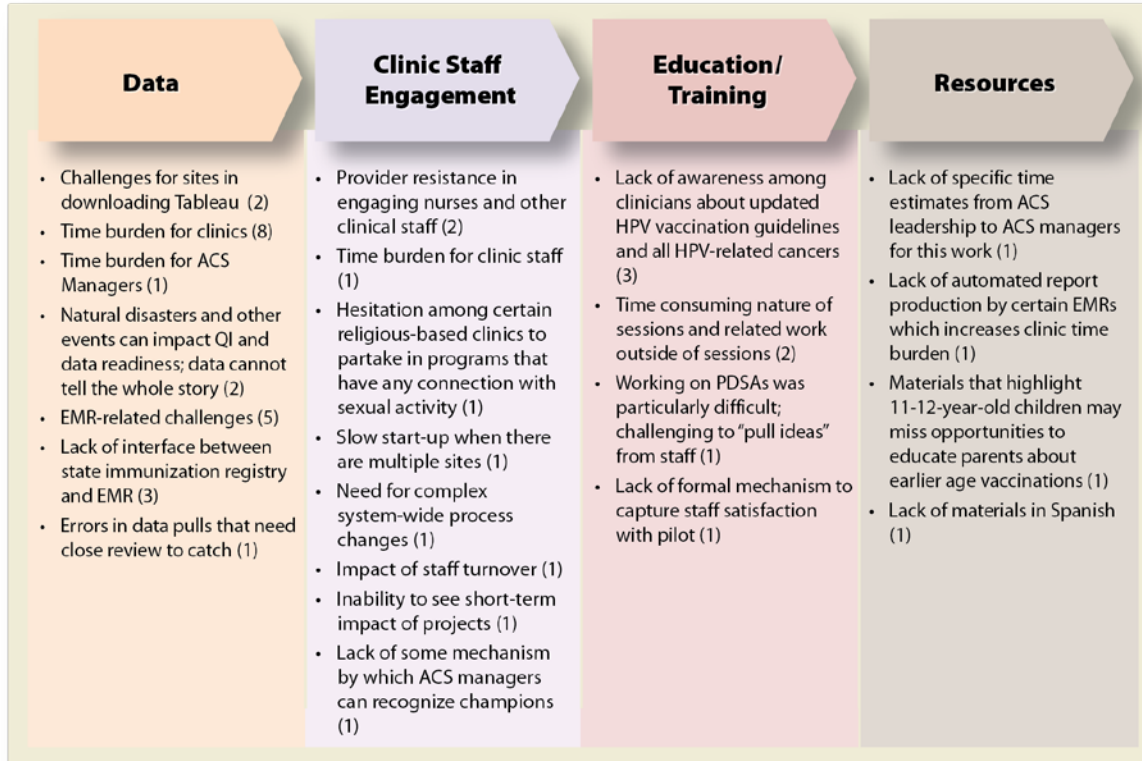 Data
• Challenges for sites in
downloading Tableau (2)
• Time burden for clinics (8)
• Time burden for ACS
Managers (1)
• Natural disasters and other
events can impact QI and
data readiness; data cannot
tell the whole story (2)
• EMR-related challenges (5)
• Lack of interface between
state immunization registry
and EMR (3)
• Errors in data pulls that need
close review to catch (1)
Clinic Staff
Engagement
• Provider resistance in
engaging nurses and other
clinical staff (2)
• Time burden for clinic staff
(1)
• Hesitation among certain
religious-based clinics to
partake in programs that
have any connection with
sexual activity (1)
• Slow start-up when there
are multiple sites (1)
• Need for complex
system-wide process
changes (1)
• Impact of staff turnover (1)
• Inability to see short-term
impact of projects (1)
• Lack of some mechanism
by which ACS managers
can recognize champions
(1)
Education/
Training
• Lack of awareness among
clinicians about updated
HPV vaccination guidelines
and all HPV-related cancers
(3)
• Time consuming nature of
sessions and related work
outside of sessions (2)
• Working on PDSAs was
particularly difficult;
challenging to “pull ideas”
from staff (1)
• Lack of formal mechanism to
capture staff satisfaction
with pilot (1)
Resources
• Lack of specific time
estimates from ACS
leadership to ACS managers
for this work (1)
• Lack of automated report
production by certain EMRs
which increases clinic time
burden (1)
• Materials that highlight
11-12-year-old children may
miss opportunities to
educate parents about
earlier age vaccinations (1)
• Lack of materials in Spanish
(1)